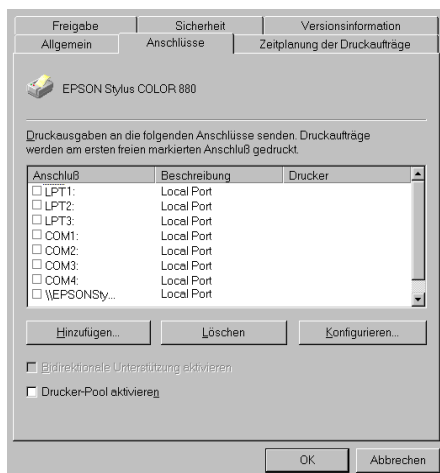 Freigabe Sicherheit Versionsinformation
Allgemein Anschlüsse Zeitplanung der Druckaufträge
EPSON Stylus COLOR 880
Druckausgaben an die folgenden Anschlüsse senden. Druckaufträge
werden am ersten freien markierten Anschluß gedruckt.
Anschluß Beschreibung Drucker
LPT1: Local Port
LPT2: Local Port
LPT3: Local Port
COM1: Local Port
COM2: Local Port
COM3: Local Port
COM4: Local Port
\\EPSONSty... Local Port
Hinzufügen... Löschen Konfigurieren...
Bidirektionale Unterstützung aktivieren
Drucker-Pool aktivieren
OK Abbrechen